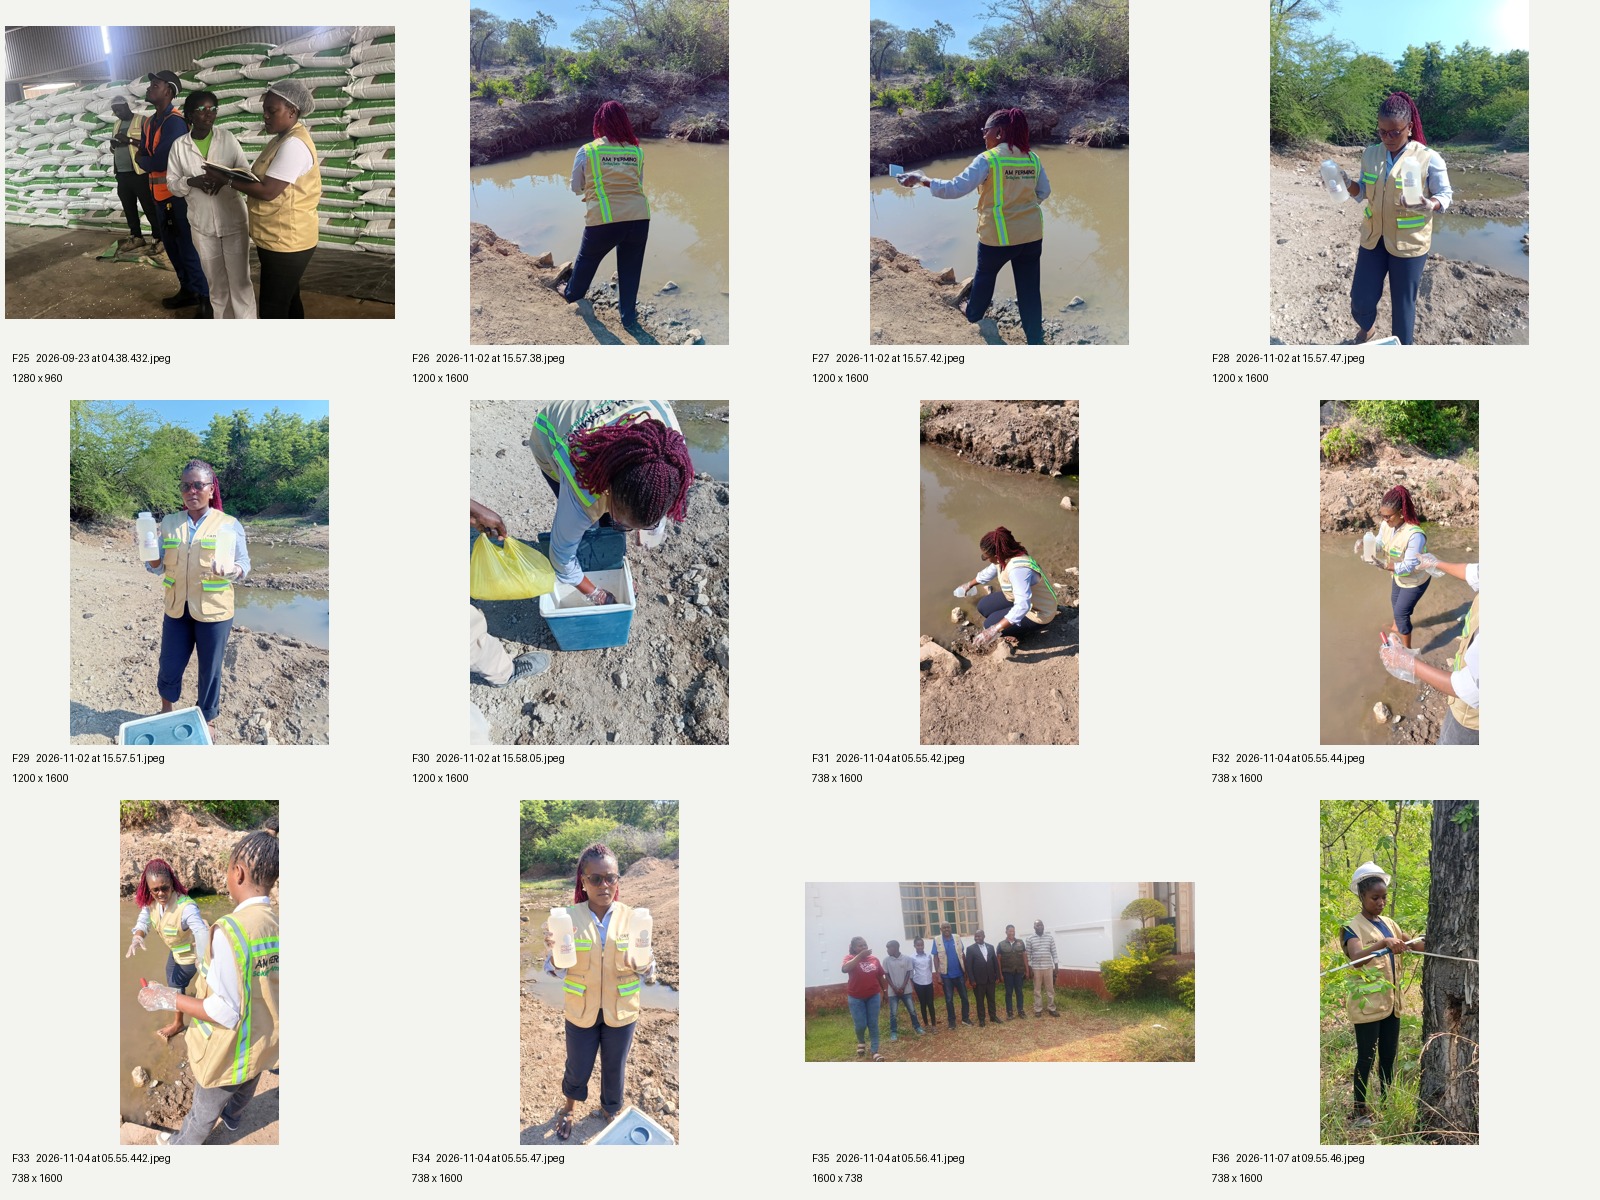 F25 2026-09-23 at 04.38.432.jpeg
1280 x 960
AM FERMINO
F26 2026-11-02 at 15.57.38.jpeg
1200 x 1600
AM FERMINO
F27 2026-11-02 at 15.57.42.jpeg
1200 x 1600
F28 2026-11-02 at 15.57.47.jpeg
1200 x 1600
F29 2026-11-02 at 15.57.51.jpeg
1200 x 1600
AM FERMINO
F30 2026-11-02 at 15.58.05.jpeg
1200 x 1600
F31 2026-11-04 at 05.55.42.jpeg
738 x 1600
F32 2026-11-04 at 05.55.44.jpeg
738 x 1600
AM FER
F33 2026-11-04 at 05.55.442.jpeg
738 x 1600
F34 2026-11-04 at 05.55.47.jpeg
738 x 1600
F35 2026-11-04 at 05.56.41.jpeg
1600 x 738
F36 2026-11-07 at 09.55.46.jpeg
738 x 1600